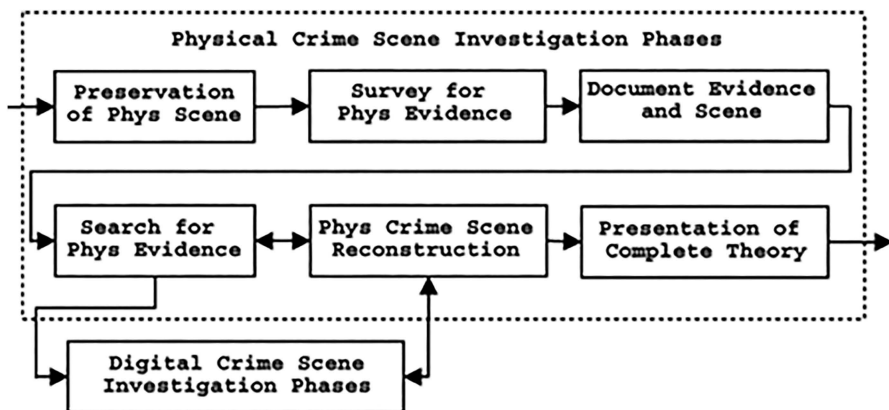 Physical Crime Scene Investigation Phases
Preservation
of Phys Scene
Survey for
Phys Evidence
Document Evidence
and Scene
Search for
Phys Evidence
Phys Crime Scene
Reconstruction
Presentation of
Complete Theory
Digital Crime Scene
Investigation Phases